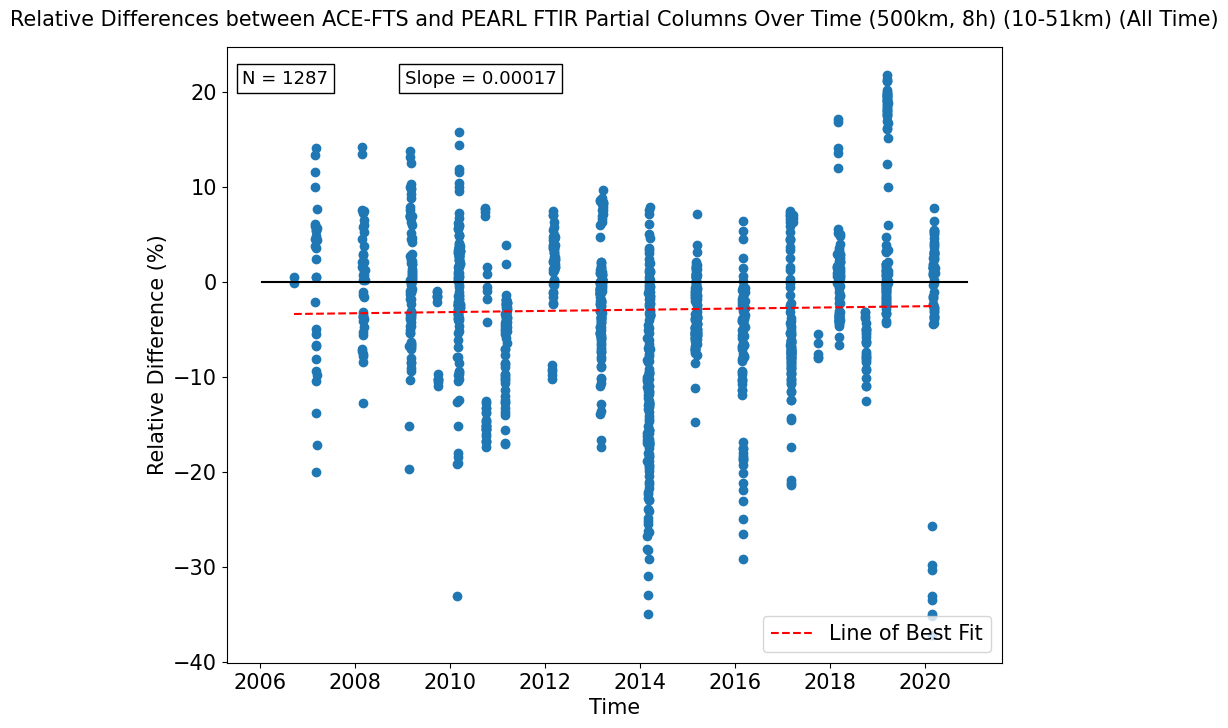 Relative Differences between ACE-FTS and PEARL FTIR Partial Columns Over Time (500km, 8h) (10-51km) (All Time)
N = 1287
Slope = 0.00017
Relative Difference (%)
20
10
0
−10
−20
−30
−40
Line of Best Fit
2006 2008 2010 2012 2014 2016 2018 2020
Time